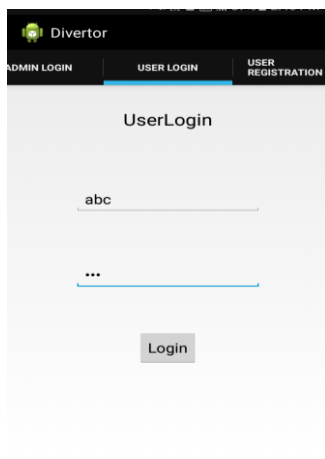 Divertor
ADMIN LOGIN
USER LOGIN
USER
REGISTRATION
UserLogin
abc
•••
Login